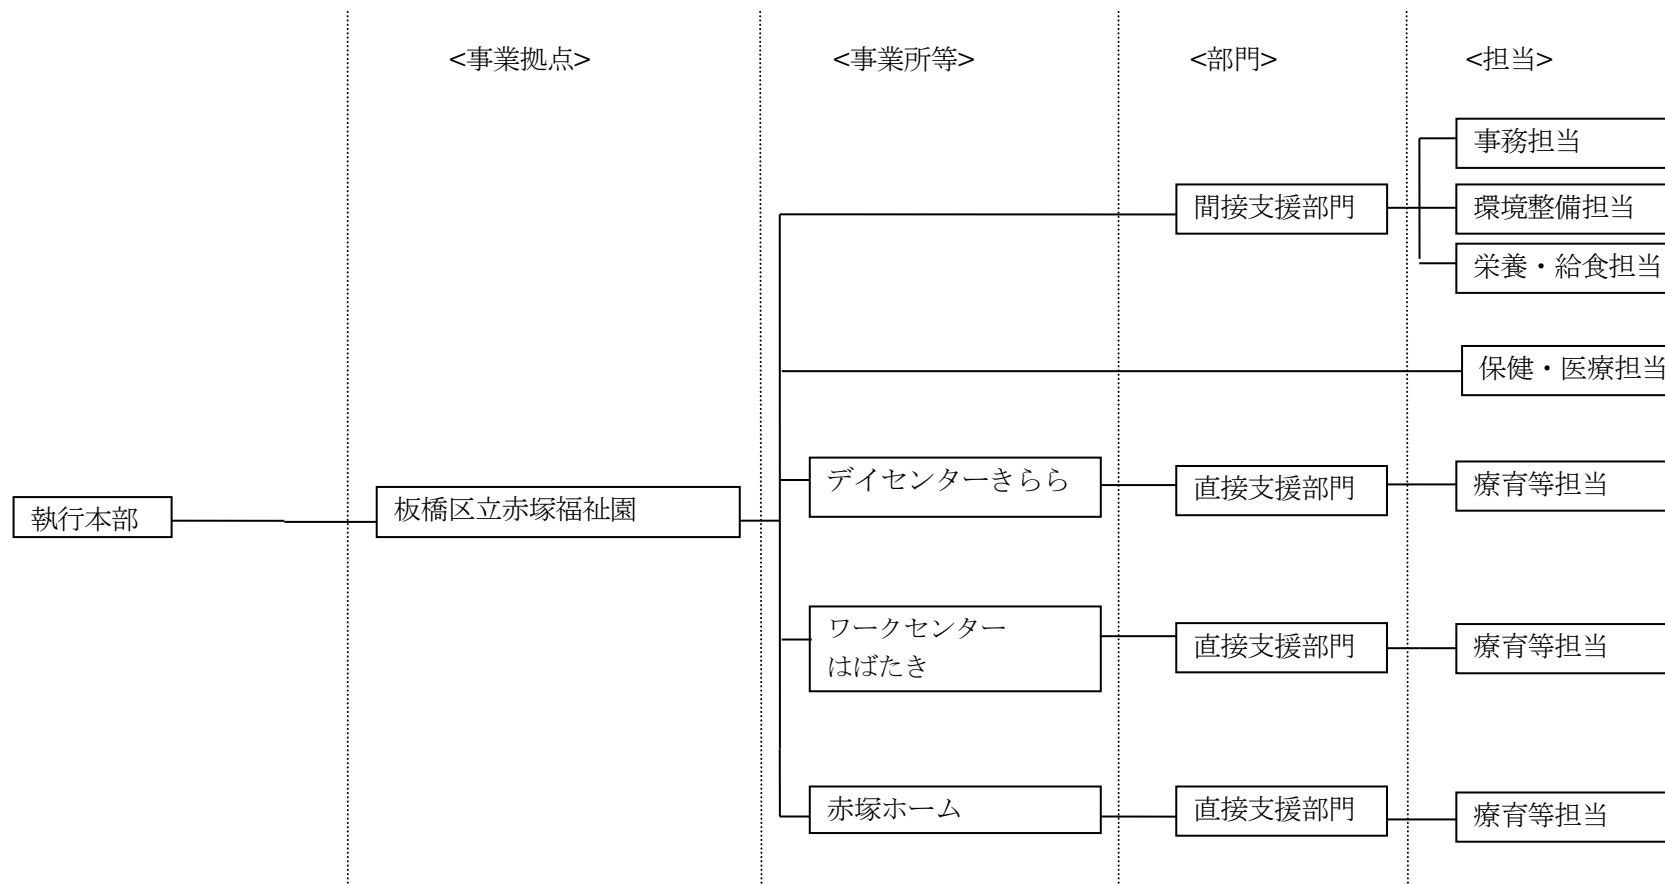 <事業拠点>
<事業所等>
<部門>
<担当>
事務担当
間接支援部門
環境整備担当
栄養・給食担当
保健・医療担当
執行本部
板橋区立赤塚福祉園
デイセンターきらら
直接支援部門
療育等担当
ワークセンター
はばたき
直接支援部門
療育等担当
赤塚ホーム
直接支援部門
療育等担当